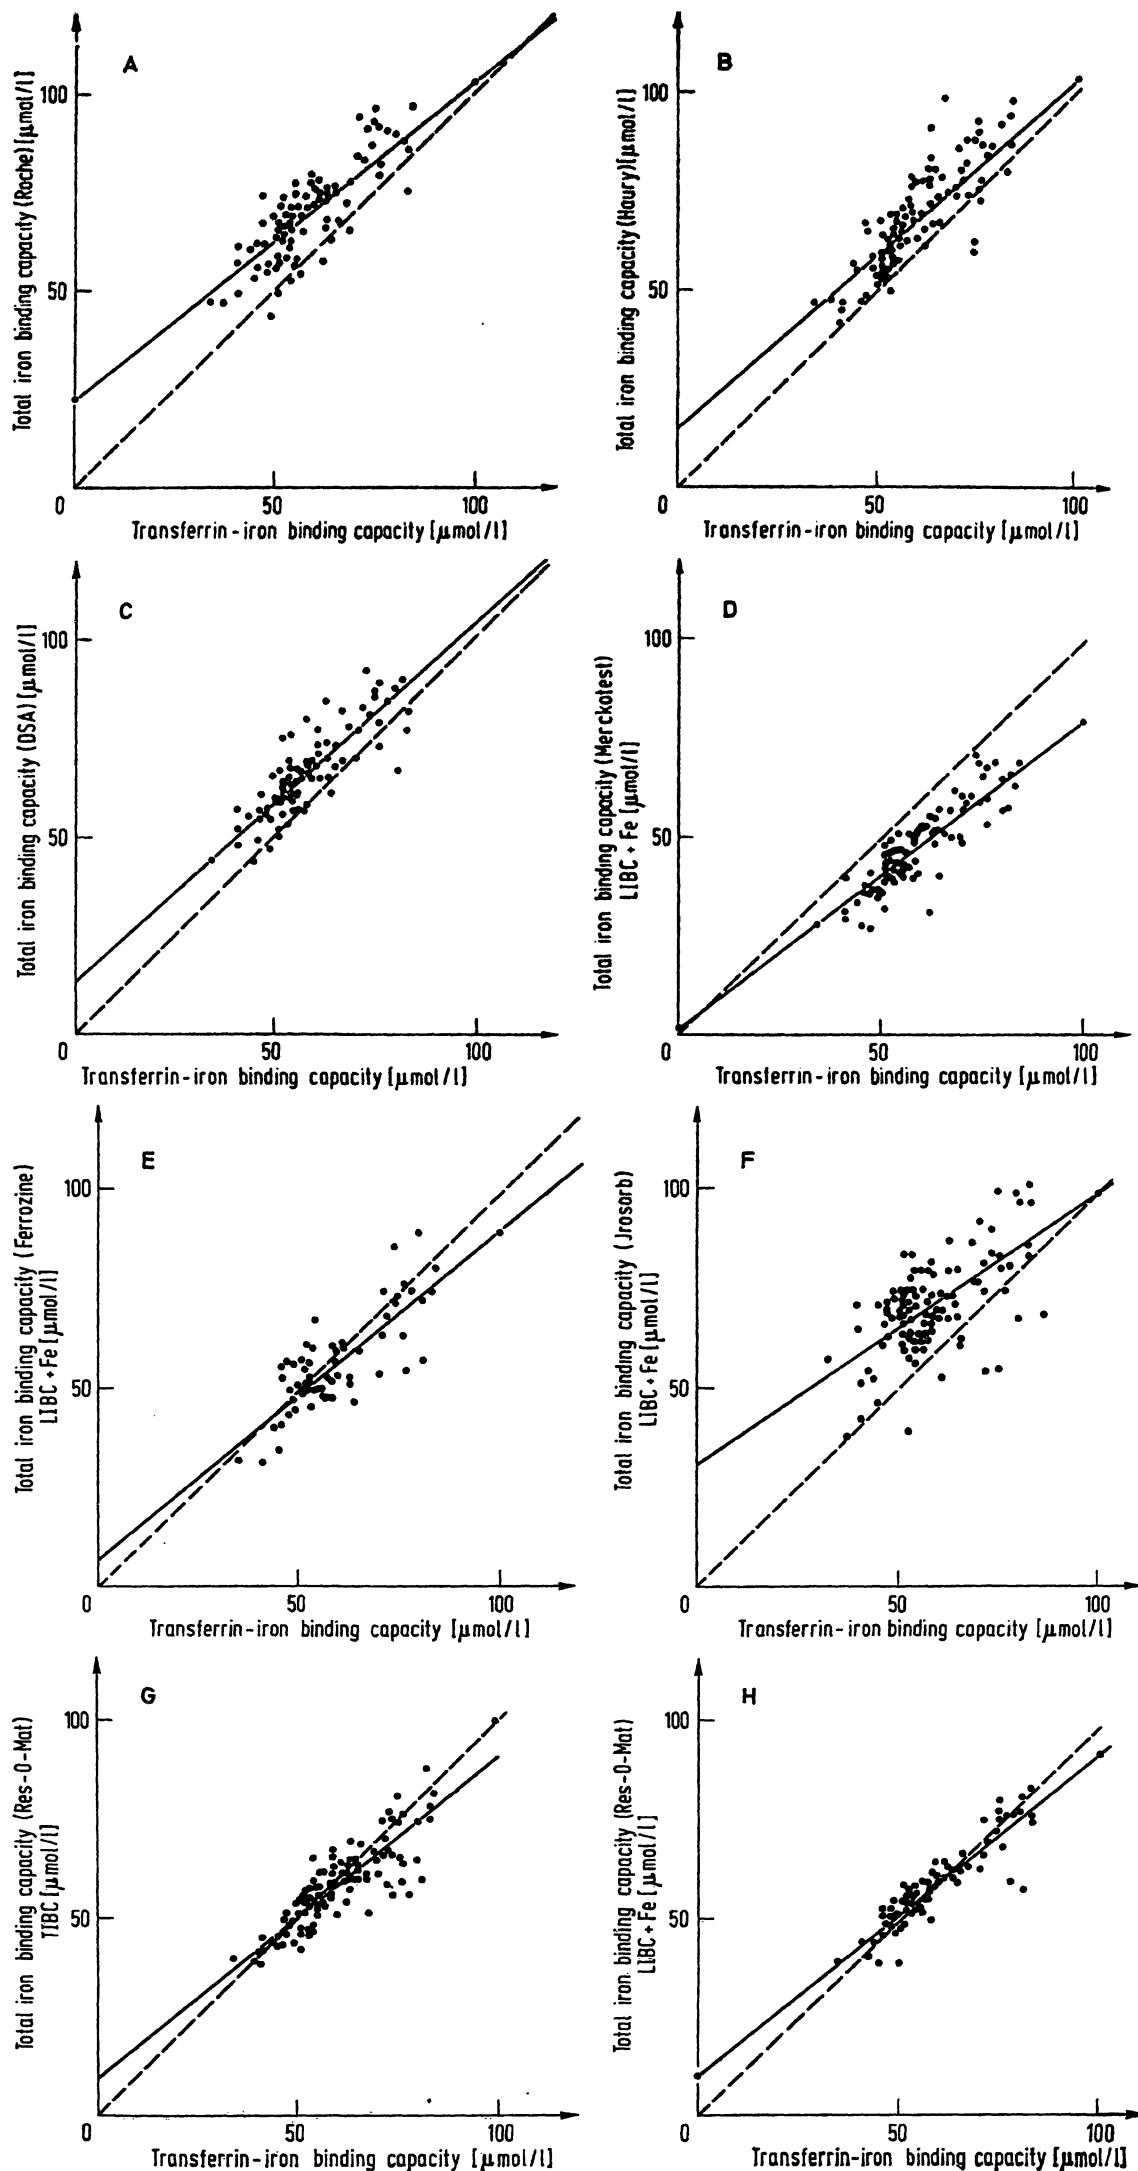 A
Total iron binding capacity (Roche) [µmol/l]
100
50
0
50
100
Transferrin-iron binding capacity [µmol/l]
B
Total iron binding capacity (Haury) [µmol/l]
100
50
0
50
100
Transferrin-iron binding capacity [µmol/l]
C
Total iron binding capacity (DSA) [µmol/l]
100
50
0
50
100
Transferrin-iron binding capacity [µmol/l]
D
Total iron binding capacity (Merckotest)
LIBC + Fe [µmol/l]
100
50
0
50
100
Transferrin-iron binding capacity [µmol/l]
E
Total iron binding capacity (Ferrozine)
LIBC + Fe [µmol/l]
100
50
0
50
100
Transferrin-iron binding capacity [µmol/l]
F
Total iron binding capacity (Jrosorb)
LIBC + Fe [µmol/l]
100
50
0
50
100
Transferrin-iron binding capacity [µmol/l]
G
Total iron binding capacity (Res-O-Mat)
TIBC [µmol/l]
100
50
50
100
Transferrin-iron binding capacity [µmol/l]
H
Total iron binding capacity (Res-O-Mat)
LIBC + Fe [µmol/l]
100
50
0
50
100
Transferrin-iron binding capacity [µmol/l]